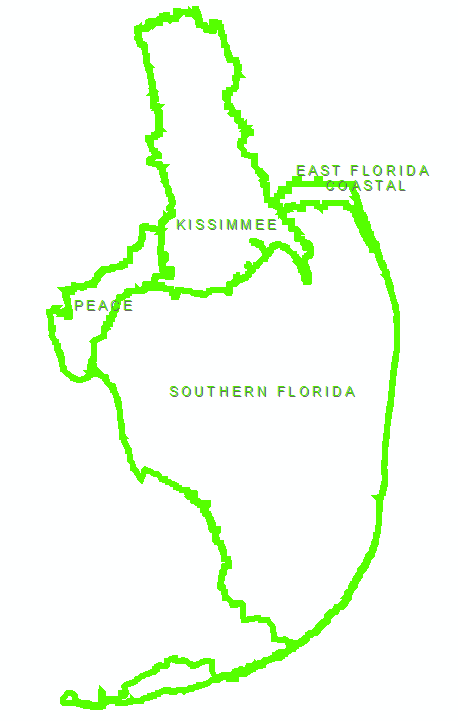 EAST FLORIDA
COASTAL
KISSIMMEE
PEACE
SOUTHERN FLORIDA